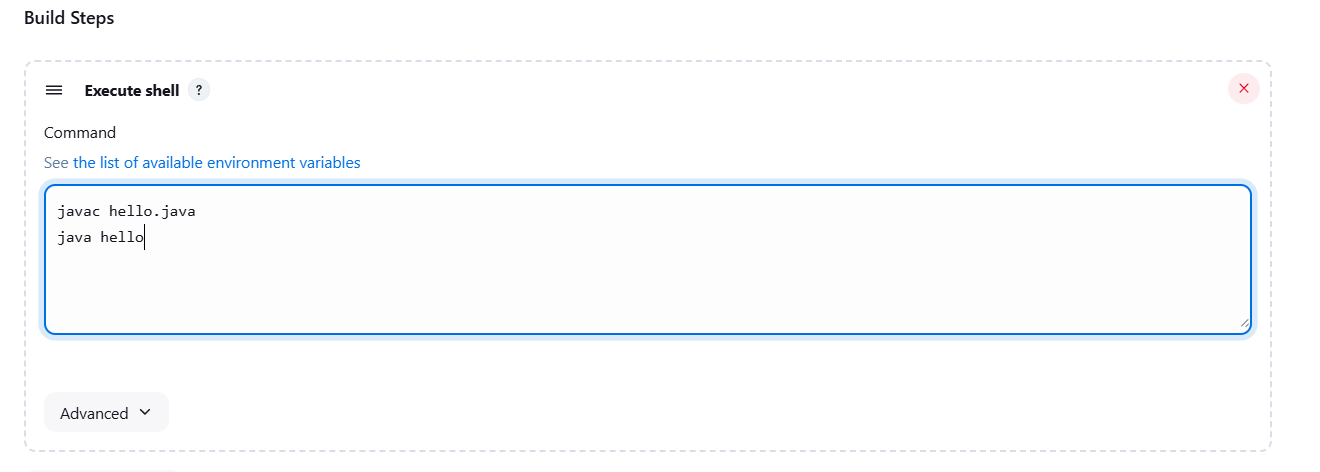 Build Steps
Execute shell ?
Command
See the list of available environment variables
javac hello.java
java hello
Advanced